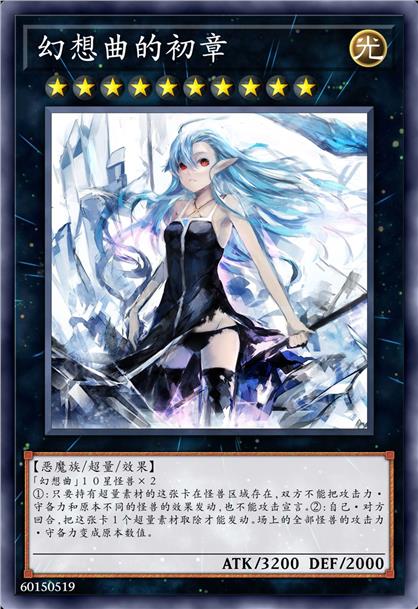 幻想曲的初章
光
【恶魔族/超量/效果】
「幻想曲」10星怪兽×2
①:只要持有超量素材的这张卡在怪兽区域存在,双方不能把攻击力・
守备力和原本不同的怪兽的效果发动,也不能攻击宣言。②:自己・对方
回合,把这张卡1个超量素材取除才能发动。场上的全部怪兽的攻击力
・守备力变成原本数值。
ATK/3200 DEF/2000
60150519